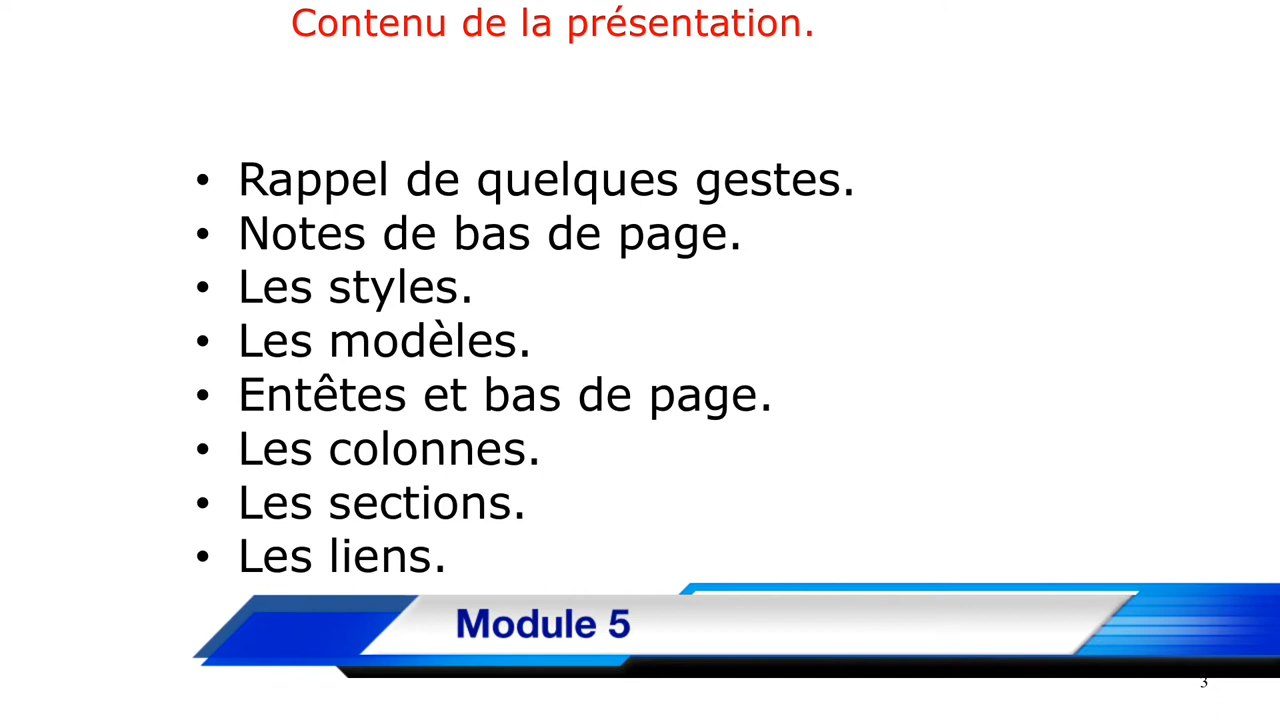 Contenu de la présentation.
• Rappel de quelques gestes.
• Notes de bas de page.
• Les styles.
• Les modèles.
• Entêtes et bas de page.
• Les colonnes.
• Les sections.
• Les liens.
Module 5
3